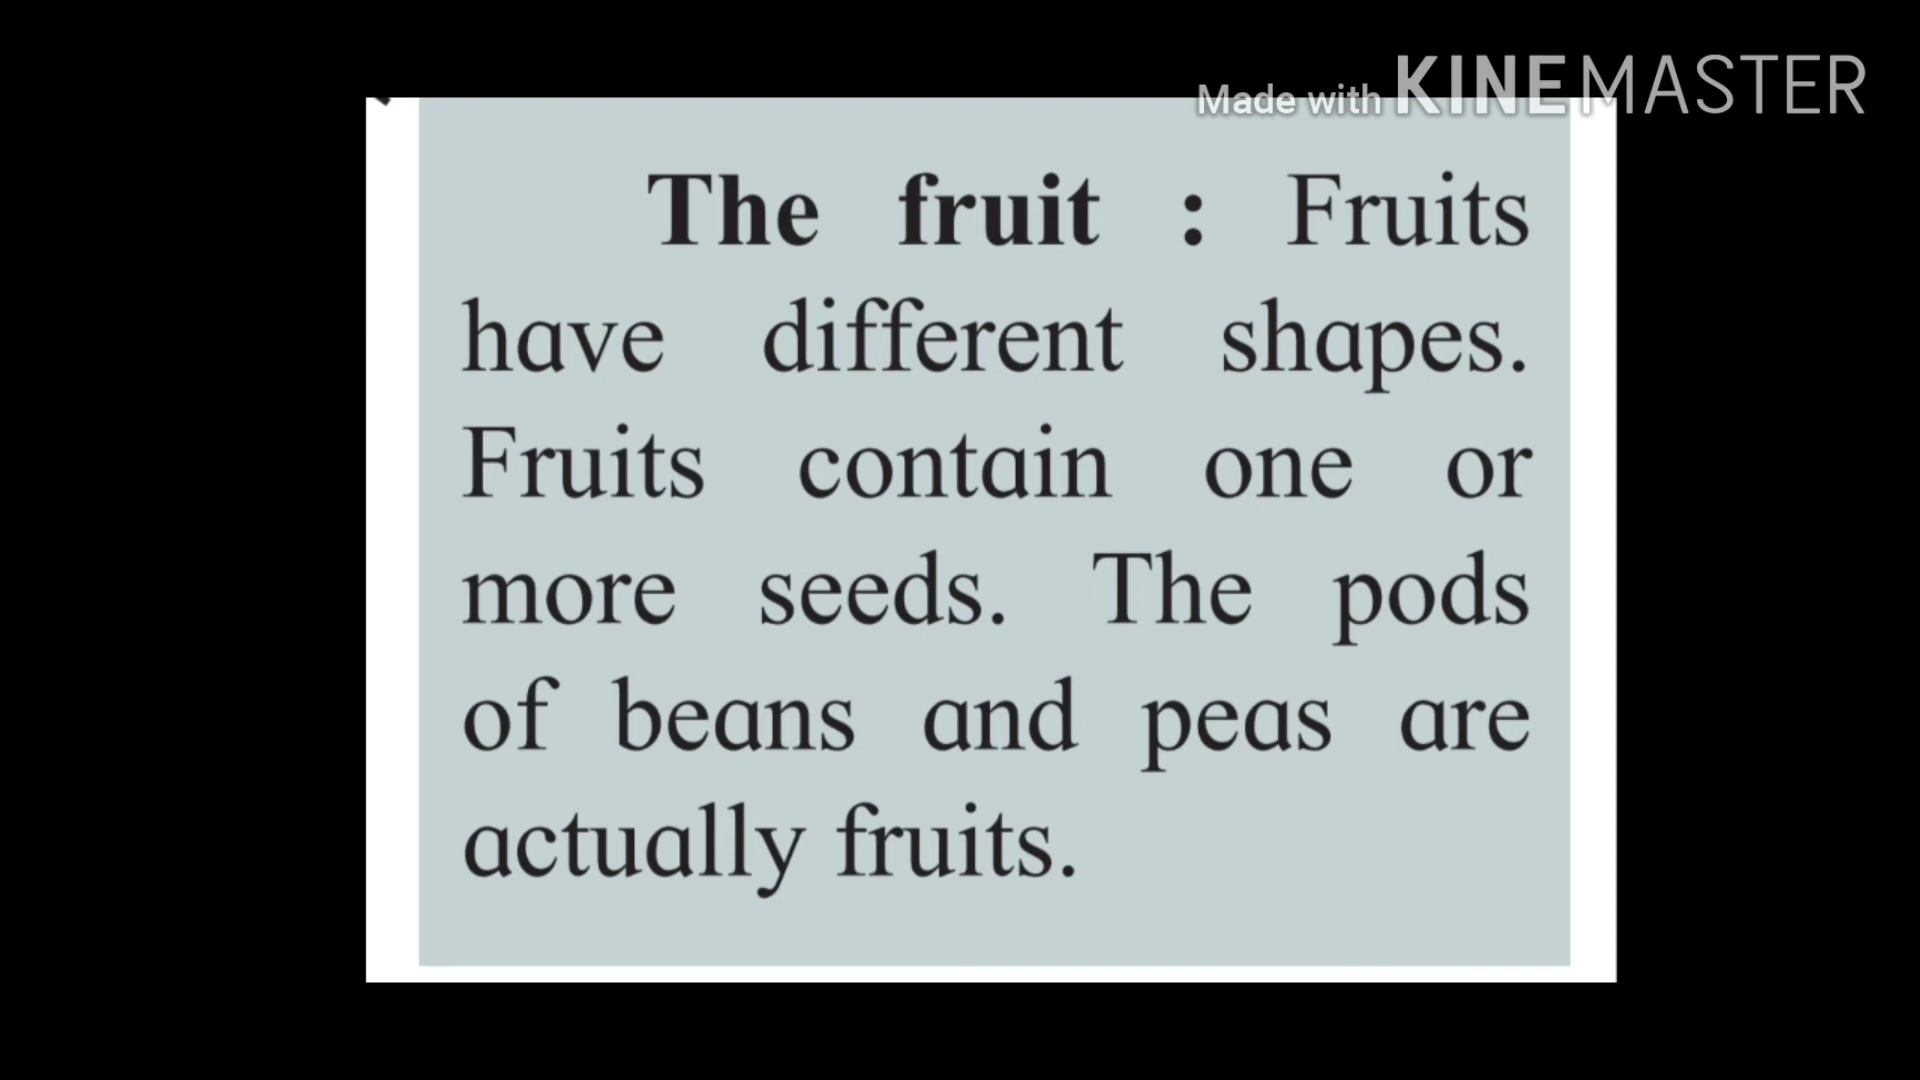 Made with KINEMASTER
The fruit : Fruits
have different shapes.
Fruits contain one or
more seeds. The pods
of beans and peas are
actually fruits.